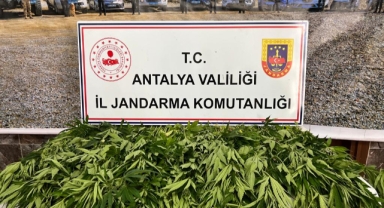 T.C.
ANTALYA VALİLİĞİ
İL JANDARMA KOMUTANLIĞI